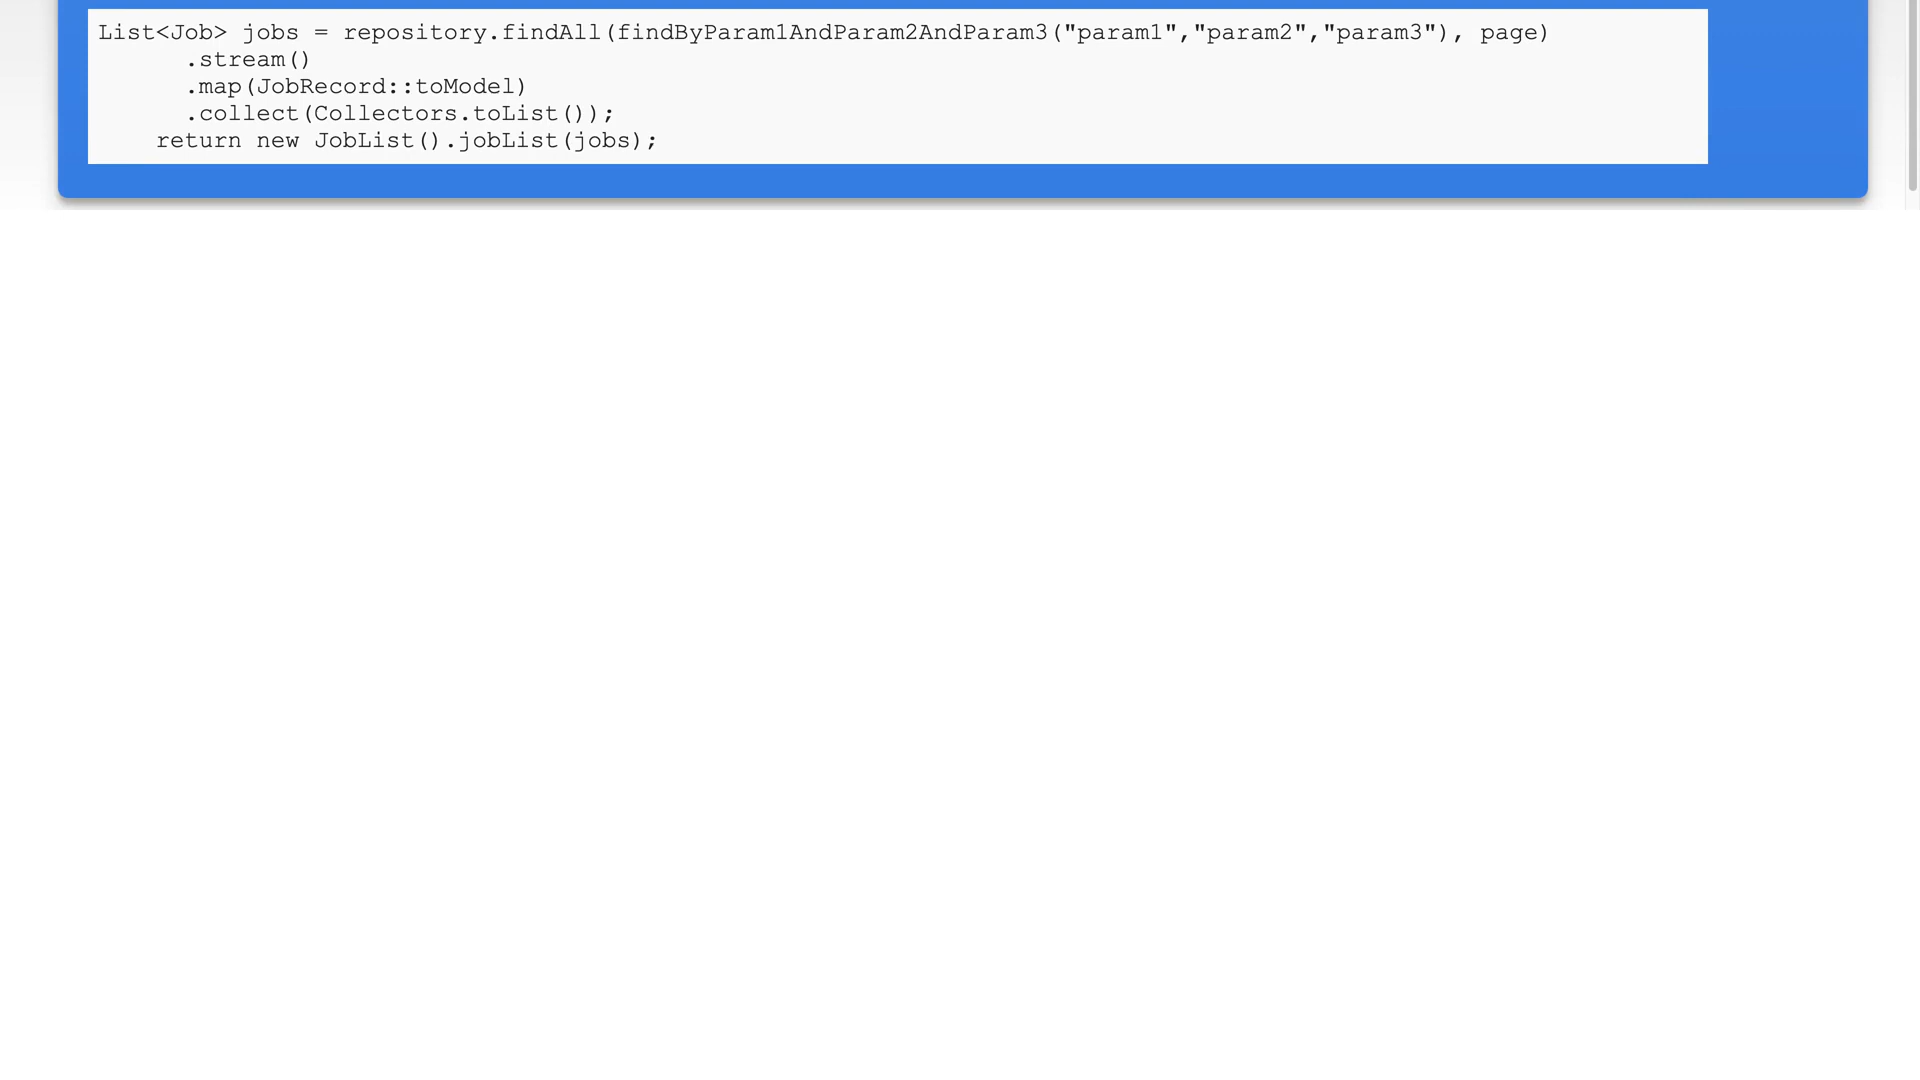 List<Job> jobs = repository.findAll(findByParam1AndParam2AndParam3("param1","param2","param3"), page)
      .stream()
      .map(JobRecord::toModel)
      .collect(Collectors.toList());
    return new JobList().jobList(jobs);